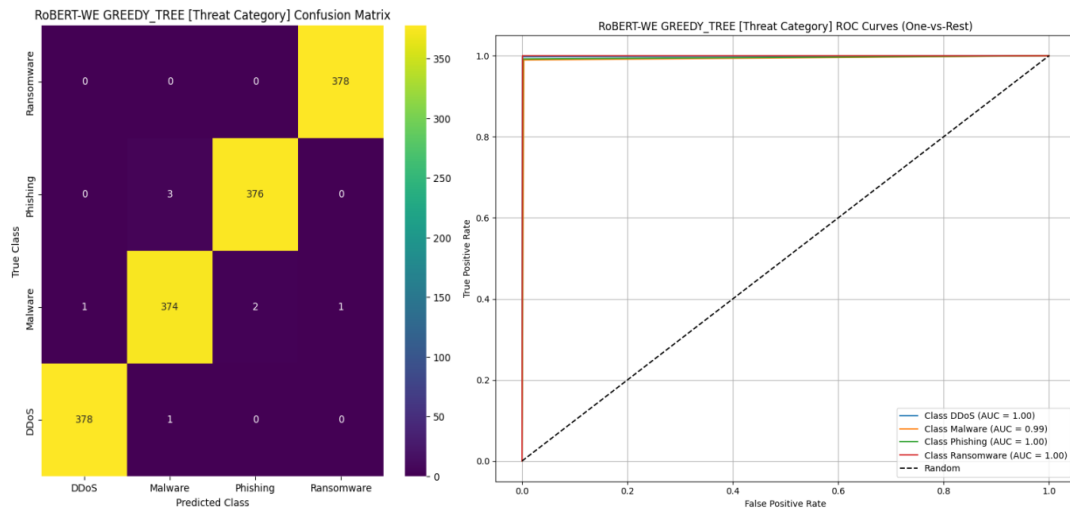 RoBERT-WE GREEDY_TREE [Threat Category] Confusion Matrix
Ransomware
Phishing
Malware
DDoS
True Class
0 0 0 378
0 3 376 0
1 374 2 1
378 1 0 0
DDoS Malware Phishing Ransomware
Predicted Class
350
300
250
200
150
100
50
0
RoBERT-WE GREEDY_TREE [Threat Category] ROC Curves (One-vs-Rest)
True Positive Rate
1.0
0.8
0.6
0.4
0.2
0.0
0.0 0.2 0.4 0.6 0.8 1.0
False Positive Rate
Class DDoS (AUC = 1.00)
Class Malware (AUC = 0.99)
Class Phishing (AUC = 1.00)
Class Ransomware (AUC = 1.00)
Random